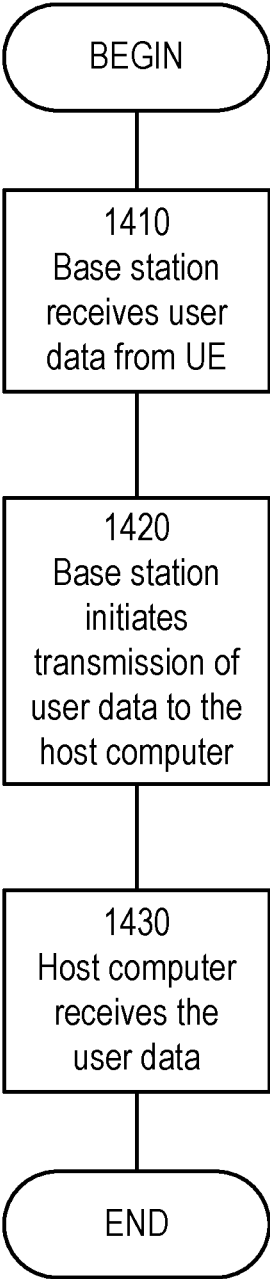 BEGIN
1410
Base station
receives user
data from UE
1420
Base station
initiates
transmission of
user data to the
host computer
1430
Host computer
receives the
user data
END